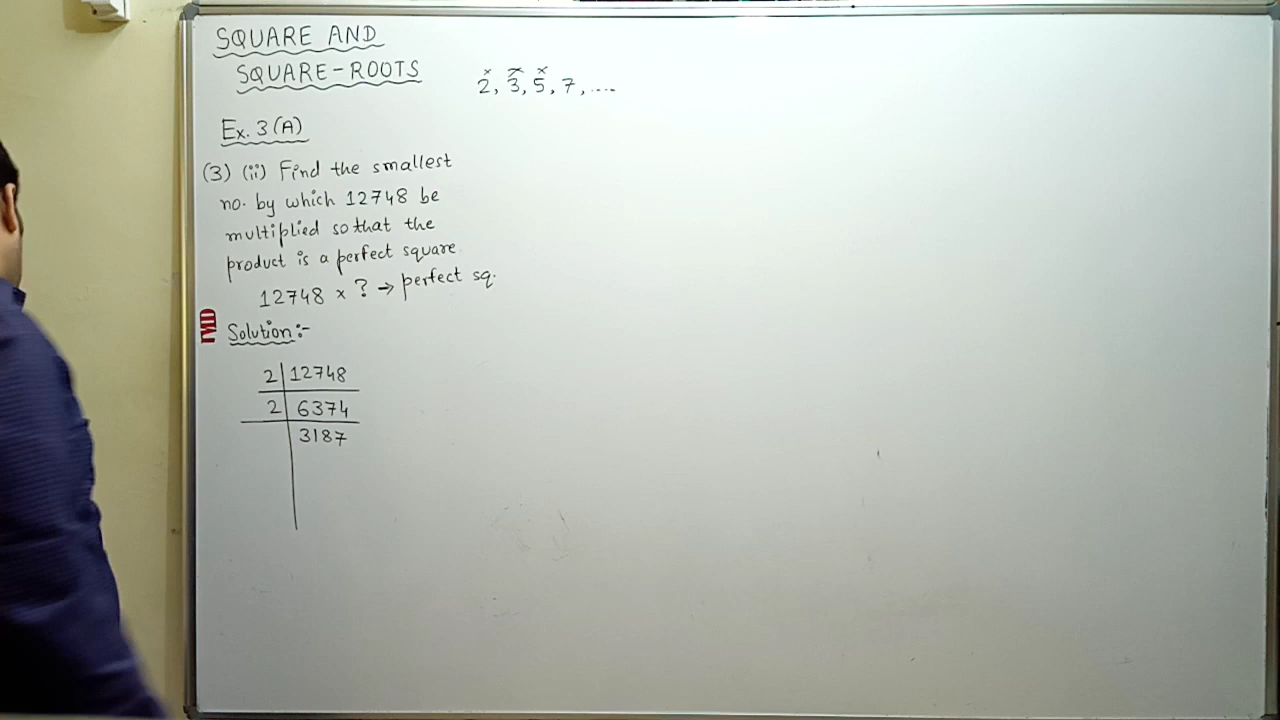 SQUARE AND
SQUARE-ROOTS
2, 3, 5, 7, ....
Ex. 3(A)
(3) (ii) Find the smallest
no. by which 12748 be
multiplied so that the
product is a perfect square.
12748 × ? → perfect sq.
Solution:-
2 | 12748
2 | 6374
3187